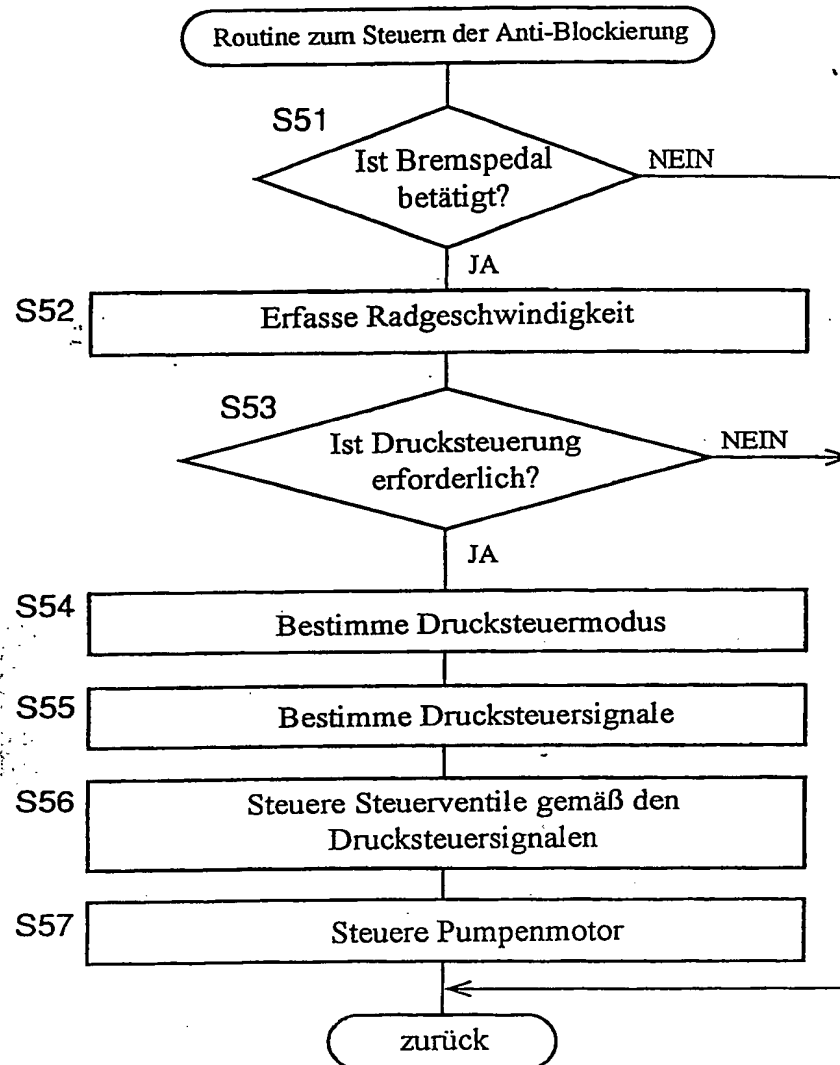 Routine zum Steuern der Anti-Blockierung
S51
Ist Bremspedal
betätigt?
NEIN
JA
S52
Erfasse Radgeschwindigkeit
S53
Ist Drucksteuerung
erforderlich?
NEIN
JA
S54
Bestimme Drucksteuermodus
S55
Bestimme Drucksteuersignale
S56
Steuere Steuerventile gemäß den
Drucksteuersignalen
S57
Steuere Pumpenmotor
zurück